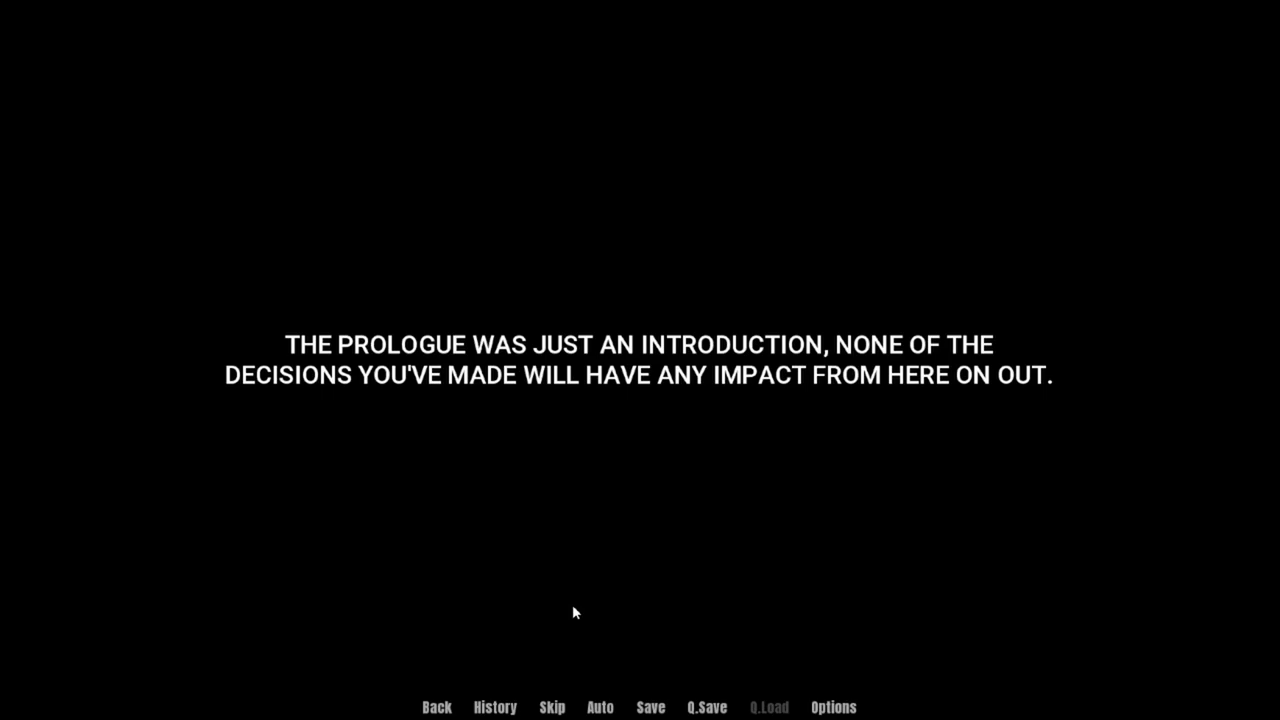 THE PROLOGUE WAS JUST AN INTRODUCTION, NONE OF THE
DECISIONS YOU'VE MADE WILL HAVE ANY IMPACT FROM HERE ON OUT.
Back History Skip Auto Save Q.Save Q.Load Options